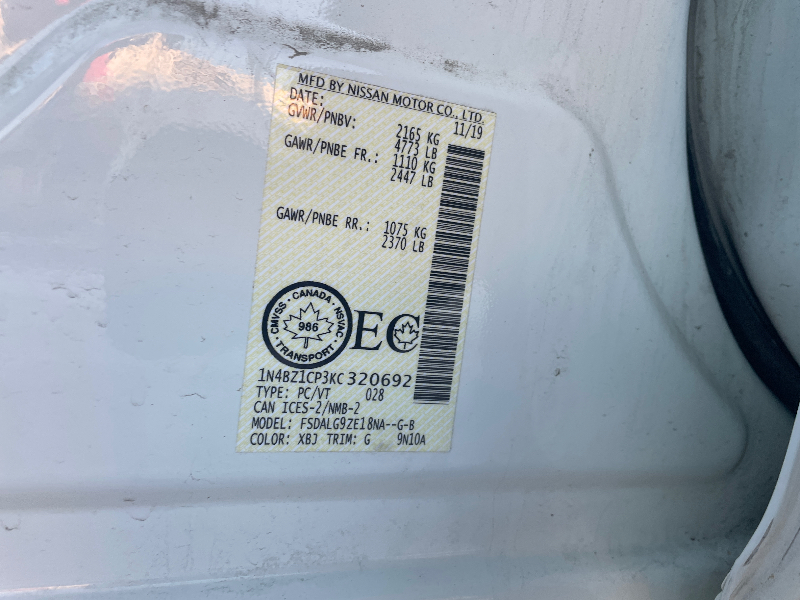 MFD BY NISSAN MOTOR CO., LTD.
DATE: 11/19
GVWR/PNBV: 2165 KG
4773 LB
GAWR/PNBE FR.: 1110 KG
2447 LB
GAWR/PNBE RR.: 1075 KG
2370 LB
CMVSS · CANADA · NSVAC
986
TRANSPORT
EC
1N4BZ1CP3KC320692
TYPE: PC/VT 028
CAN ICES-2/NMB-2
MODEL: FSDALG9ZE18NA--G-B
COLOR: XBJ TRIM: G 9N10A